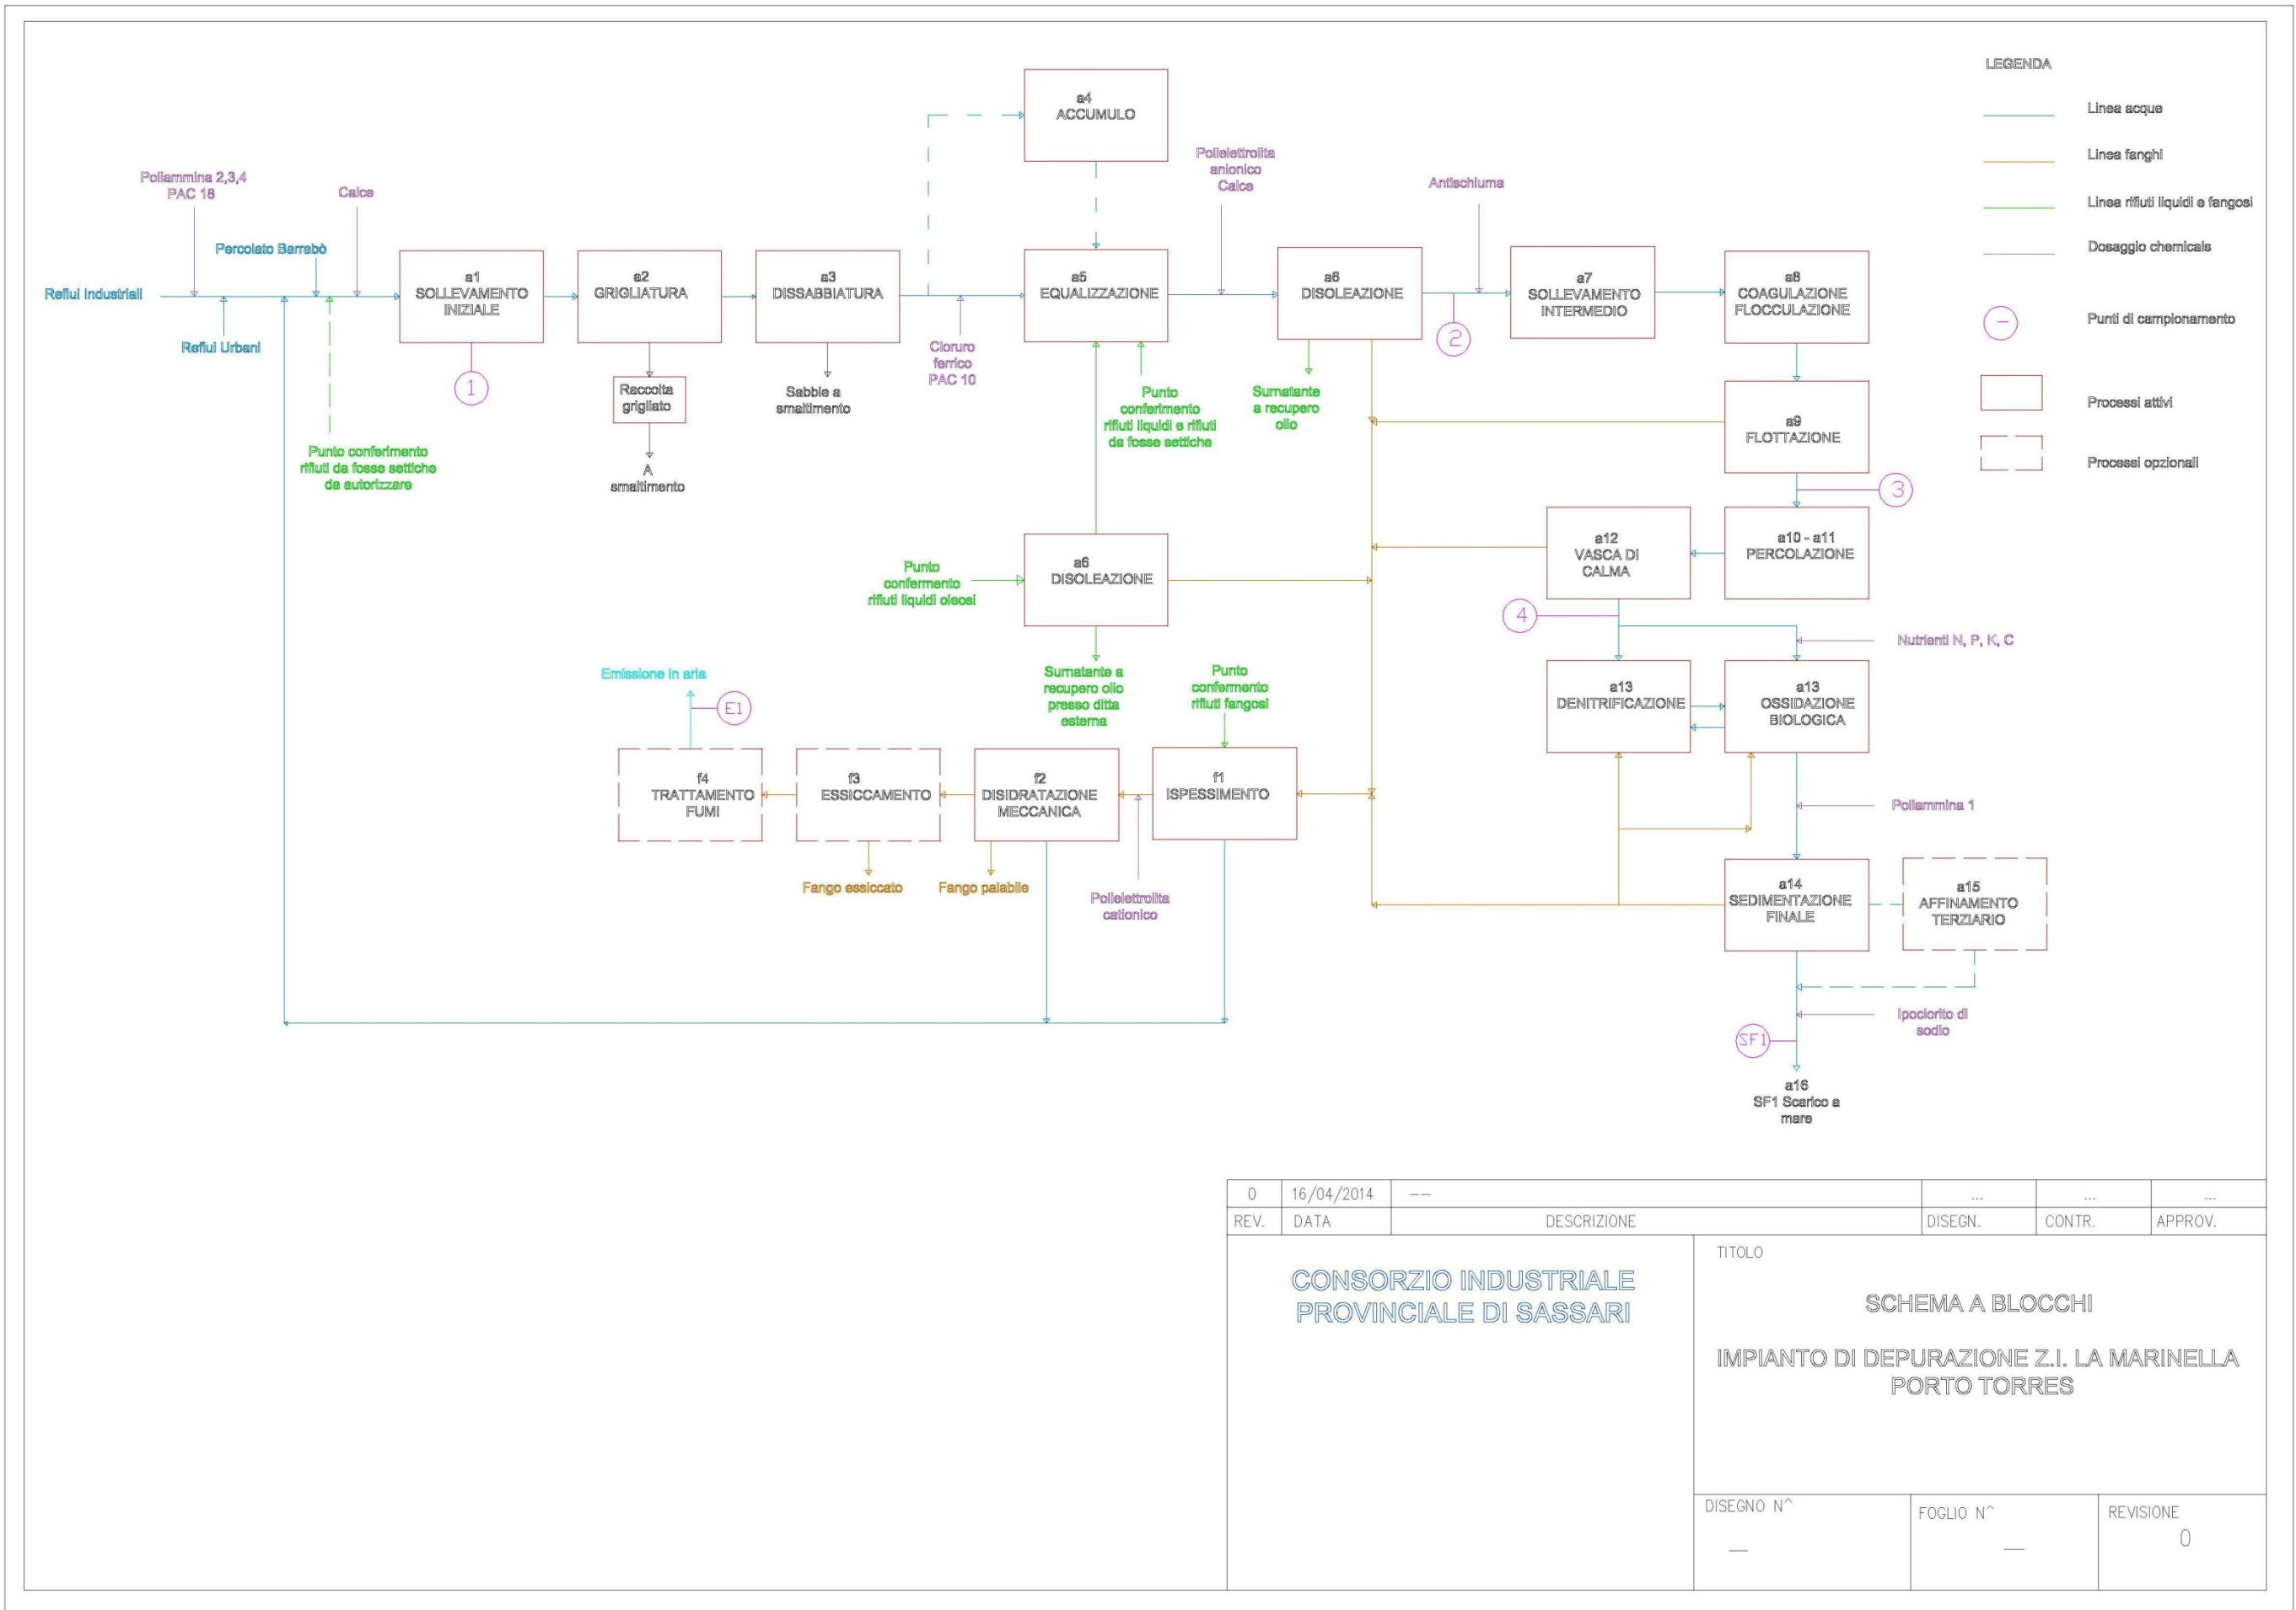 LEGENDA
Linea acque
Linea fanghi
Linea rifiuti liquidi e fangosi
Dosaggio chemicals
–
Punti di campionamento
Processi attivi
Processi opzionali
a4
ACCUMULO
Poliammina 2,3,4
PAC 18
Calce
Percolato Barrabò
Reflui Industriali
Reflui Urbani
Punto conferimento
rifiuti da fosse settiche
da autorizzare
a1
SOLLEVAMENTO
INIZIALE
1
a2
GRIGLIATURA
Raccolta
grigliato
A
smaltimento
a3
DISSABBIATURA
Sabbie a
smaltimento
Cloruro
ferrico
PAC 10
a5
EQUALIZZAZIONE
Punto
conferimento
rifiuti liquidi e rifiuti
da fosse settiche
Polielettrolita
anionico
Calce
a6
DISOLEAZIONE
Surnatante
a recupero
olio
Antischiuma
2
a7
SOLLEVAMENTO
INTERMEDIO
a8
COAGULAZIONE
FLOCCULAZIONE
a9
FLOTTAZIONE
3
a10 - a11
PERCOLAZIONE
a12
VASCA DI
CALMA
4
Nutrienti N, P, K, C
a13
DENITRIFICAZIONE
a13
OSSIDAZIONE
BIOLOGICA
Poliammina 1
Punto
confermento
rifiuti liquidi oleosi
a6
DISOLEAZIONE
Surnatante a
recupero olio
presso ditta
esterna
Punto
confermento
rifiuti fangosi
Emissione in aria
E1
f4
TRATTAMENTO
FUMI
f3
ESSICCAMENTO
f2
DISIDRATAZIONE
MECCANICA
f1
ISPESSIMENTO
Fango essiccato
Fango palabile
Polielettrolita
cationico
a14
SEDIMENTAZIONE
FINALE
a15
AFFINAMENTO
TERZIARIO
Ipoclorito di
sodio
SF1
a16
SF1 Scarico a
mare
0 16/04/2014 -- ... ... ...
REV. DATA DESCRIZIONE DISEGN. CONTR. APPROV.
CONSORZIO INDUSTRIALE
PROVINCIALE DI SASSARI
TITOLO
SCHEMA A BLOCCHI
IMPIANTO DI DEPURAZIONE Z.I. LA MARINELLA
PORTO TORRES
DISEGNO N^
—
FOGLIO N^
—
REVISIONE
0